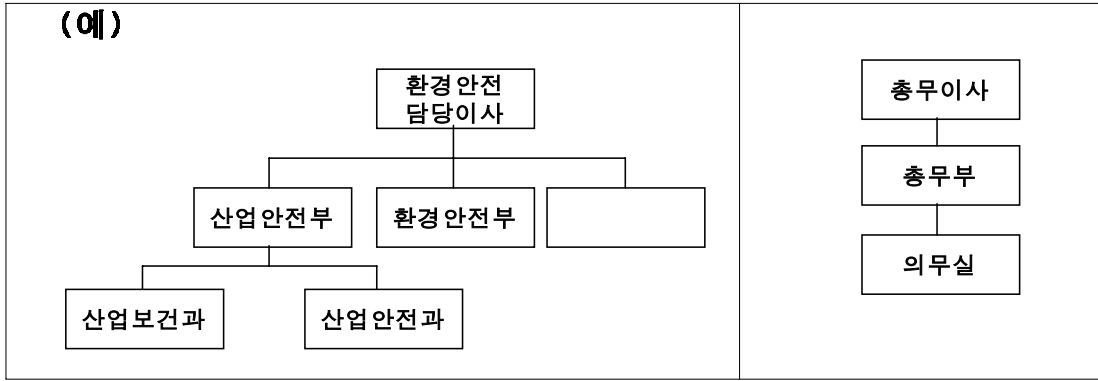 (예)
환경안전
담당이사
산업안전부
환경안전부
산업보건과
산업안전과
총무이사
총무부
의무실